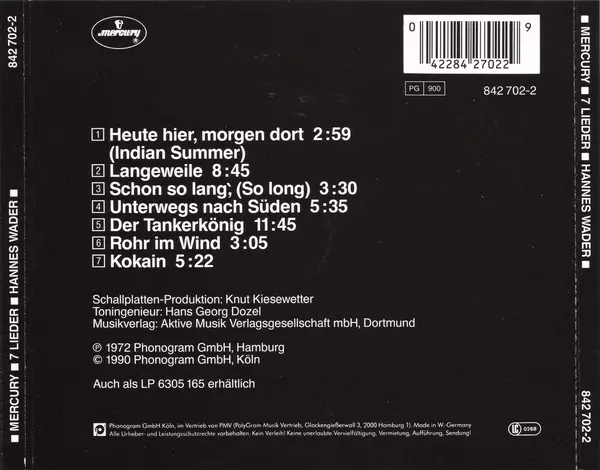 842 702-2
MERCURY ■ 7 LIEDER ■ HANNES WADER ■
mercury
0 9
42284 27022
PG 900
842 702-2
1 Heute hier, morgen dort 2:59
(Indian Summer)
2 Langeweile 8:45
3 Schon so lang', (So long) 3:30
4 Unterwegs nach Süden 5:35
5 Der Tankerkönig 11:45
6 Rohr im Wind 3:05
7 Kokain 5:22
Schallplatten-Produktion: Knut Kiesewetter
Toningenieur: Hans Georg Dozel
Musikverlag: Aktive Musik Verlagsgesellschaft mbH, Dortmund
℗ 1972 Phonogram GmbH, Hamburg
© 1990 Phonogram GmbH, Köln
Auch als LP 6305 165 erhältlich
Phonogram GmbH Köln, im Vertrieb von PMV (PolyGram Musik Vertrieb, Glockengießerwall 3, 2000 Hamburg 1). Made in W.-Germany
Alle Urheber- und Leistungsschutzrechte vorbehalten. Kein Verleih! Keine unerlaubte Vervielfältigung, Vermietung, Aufführung, Sendung!
LC 0268
■ MERCURY ■ 7 LIEDER ■ HANNES WADER ■
842 702-2